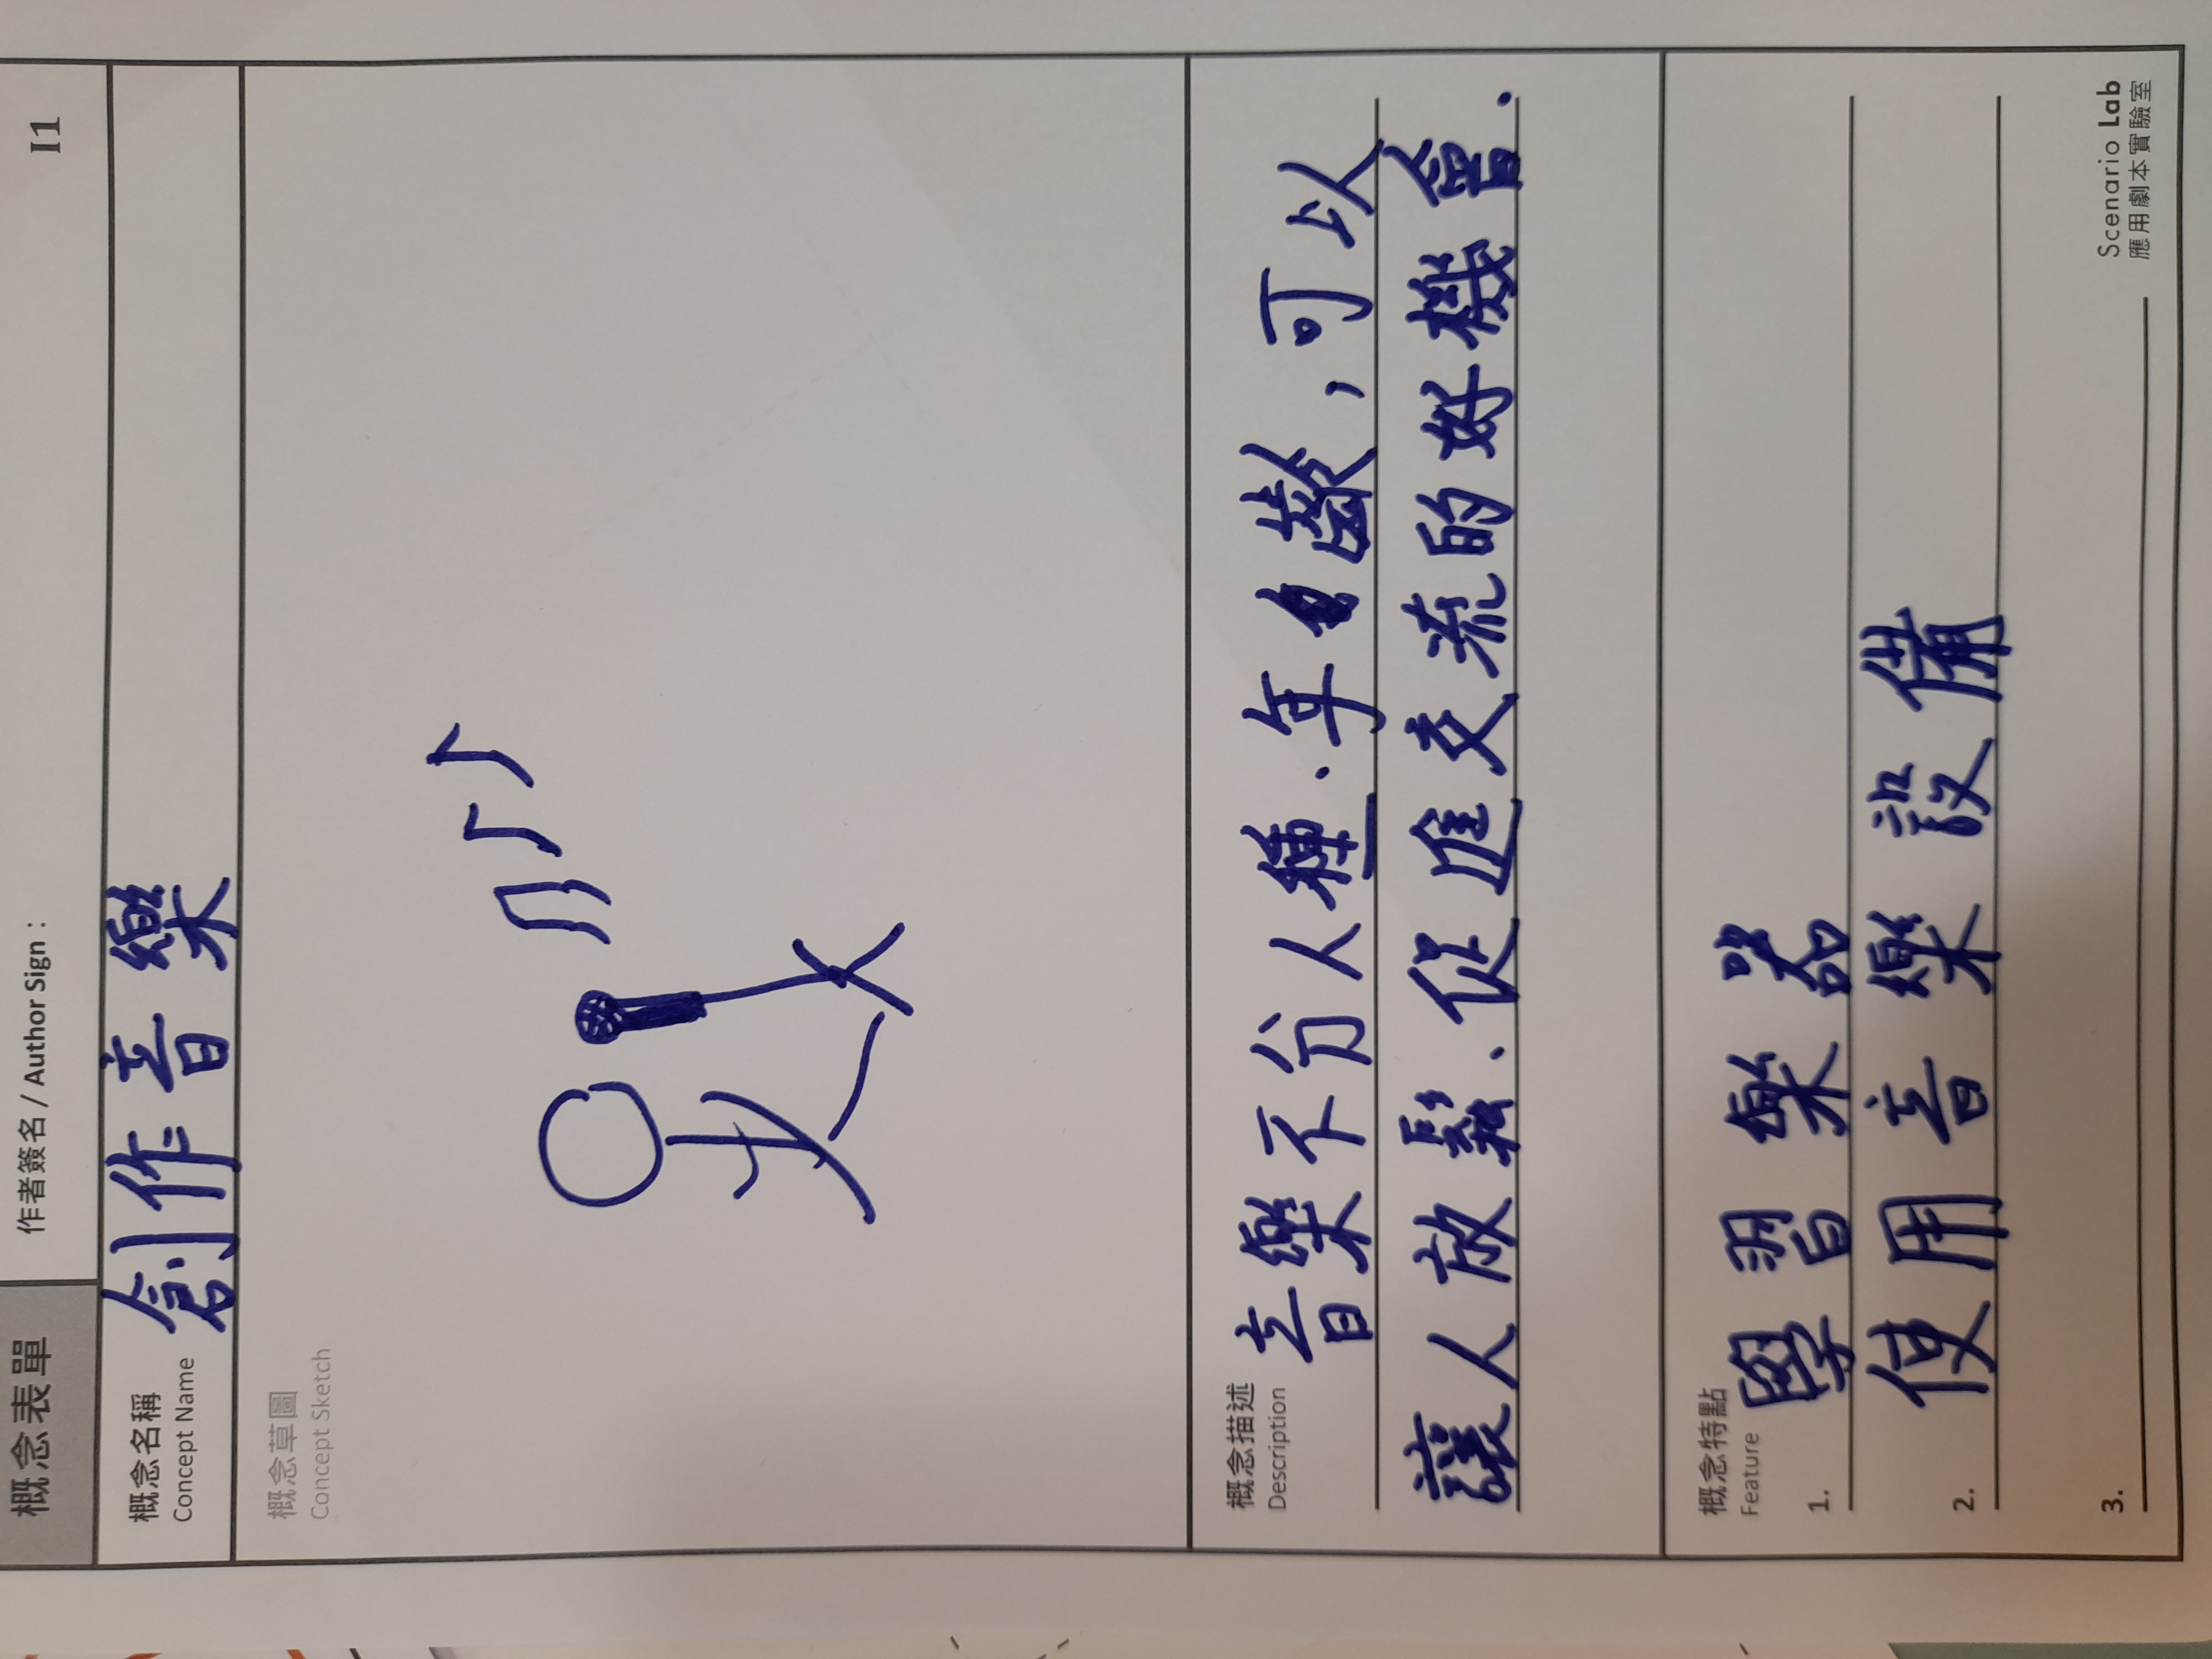 概念表單
作者簽名 / Author Sign：
I1
概念名稱
Concept Name
創作音樂
概念草圖
Concept Sketch
概念描述
Description
音樂不分人種、年齡，可以
讓人放鬆、促進交流的好機會.
概念特點
Feature
1. 學習樂器
2. 使用音樂設備
3.
Scenario Lab
應用劇本實驗室